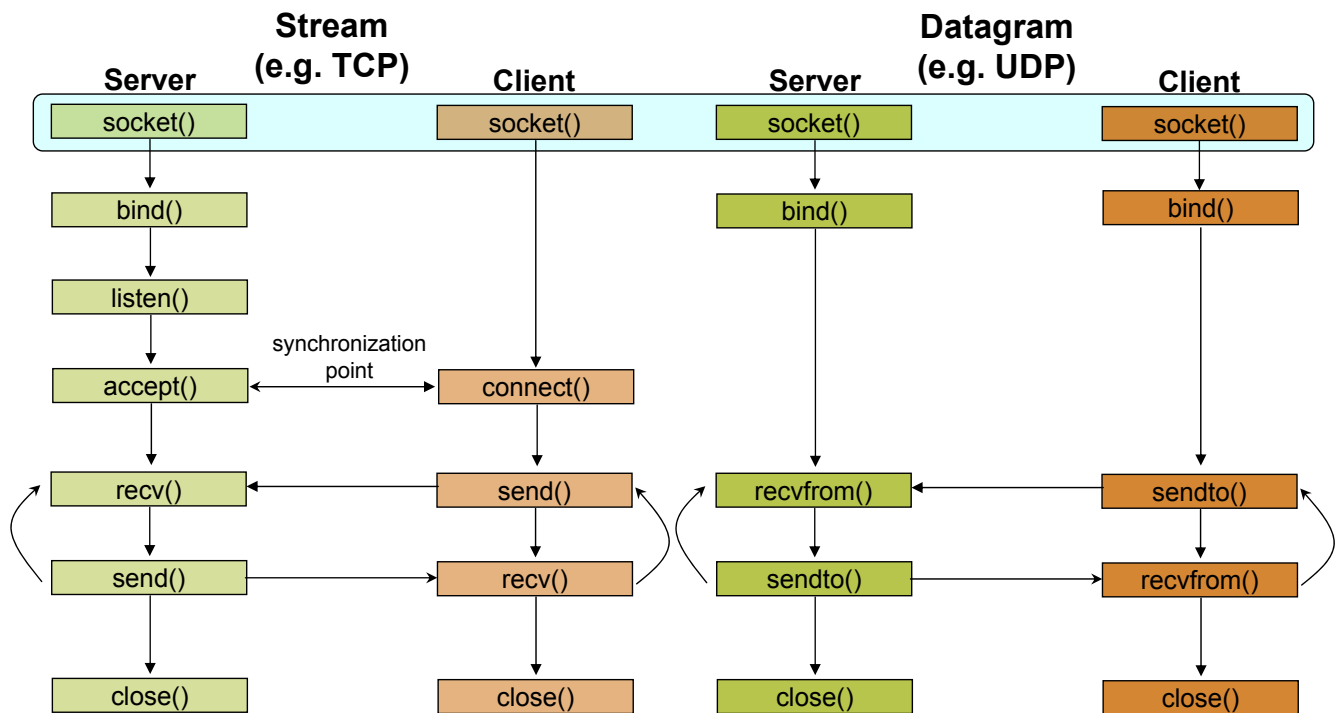 Stream
(e.g. TCP)
Datagram
(e.g. UDP)
Server
Client
Server
Client
socket()
socket()
socket()
socket()
bind()
bind()
bind()
listen()
synchronization
point
accept()
connect()
recv()
send()
recvfrom()
sendto()
send()
recv()
sendto()
recvfrom()
close()
close()
close()
close()